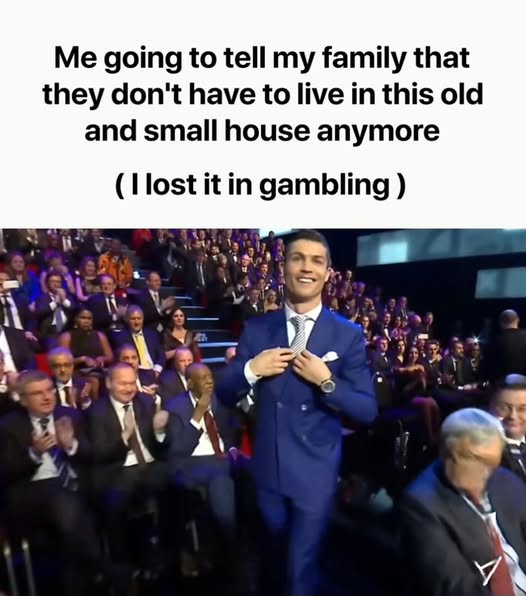 Me going to tell my family that
they don't have to live in this old
and small house anymore
( I lost it in gambling )